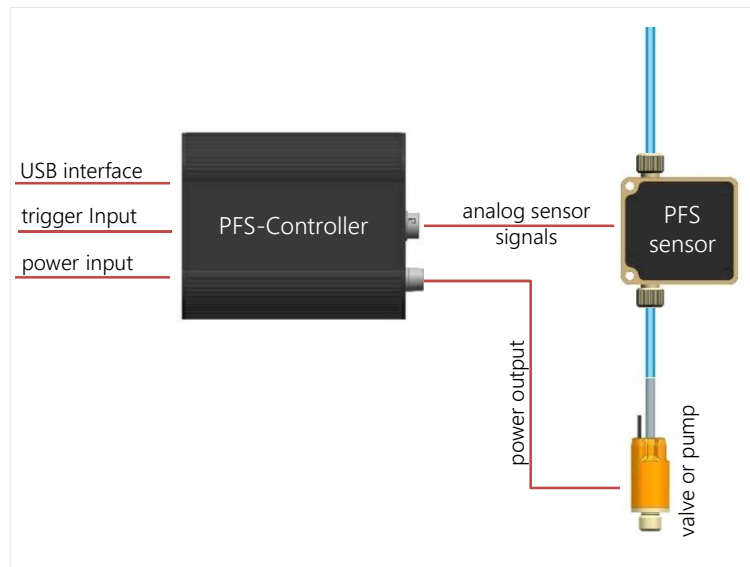 USB interface
trigger Input
power input
PFS-Controller
analog sensor
signals
PFS
sensor
power output
valve or pump